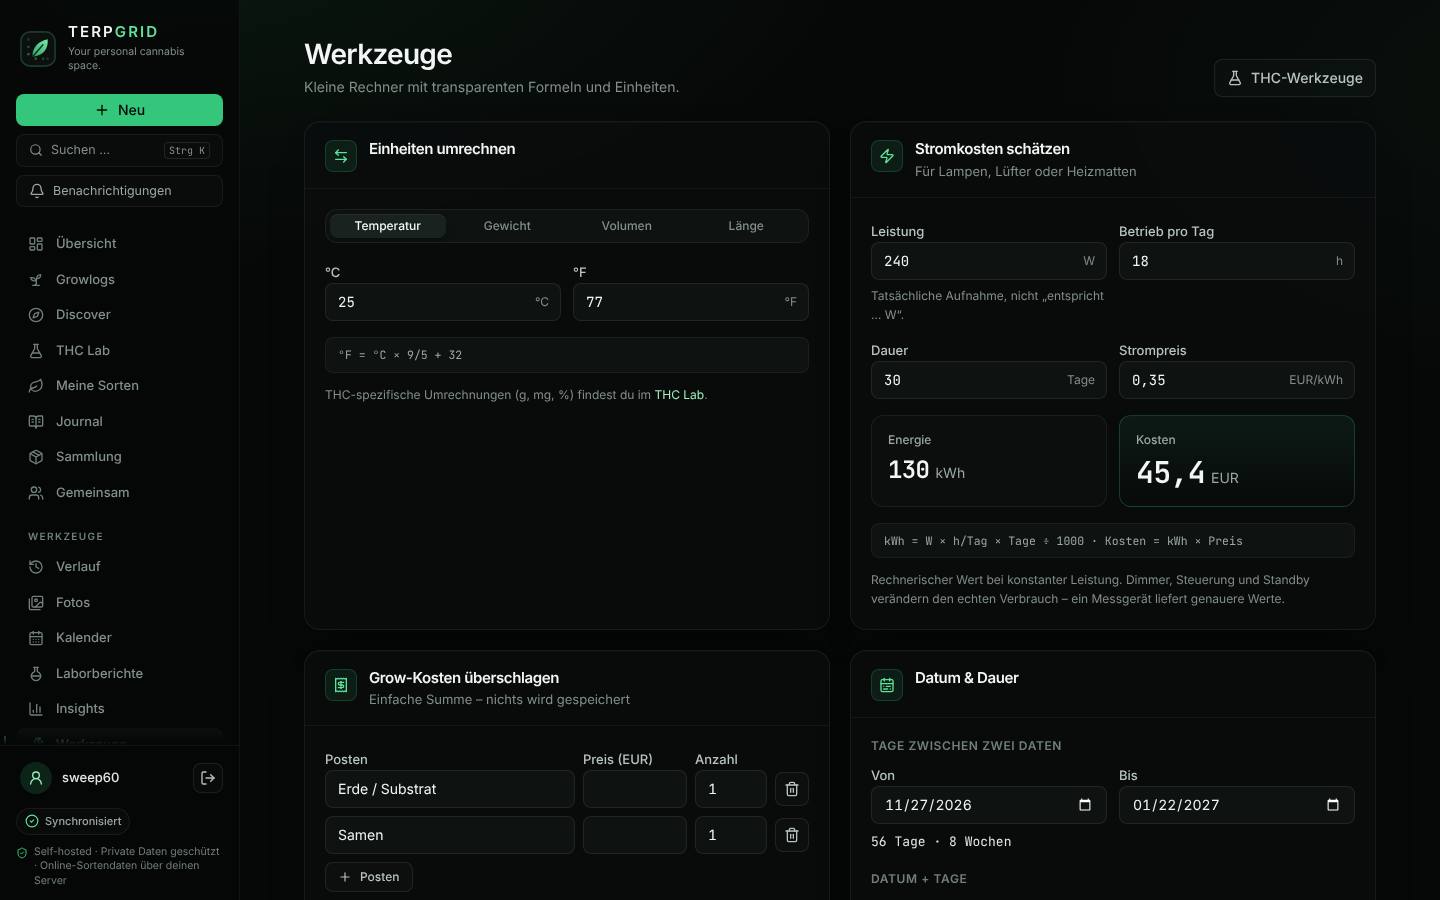 TERPGRID
Your personal cannabis
space.
Neu
Suchen ...
Strg K
Benachrichtigungen
Übersicht
Growlogs
Discover
THC Lab
Meine Sorten
Journal
Sammlung
Gemeinsam
WERKZEUGE
Verlauf
Fotos
Kalender
Laborberichte
Insights
sweep60
Synchronisiert
Self-hosted · Private Daten geschützt
· Online-Sortendaten über deinen
Server
Werkzeuge
Kleine Rechner mit transparenten Formeln und Einheiten.
THC-Werkzeuge
Einheiten umrechnen
Temperatur
Gewicht
Volumen
Länge
°C
°F
25 °C
77 °F
°F = °C × 9/5 + 32
THC-spezifische Umrechnungen (g, mg, %) findest du im THC Lab.
Stromkosten schätzen
Für Lampen, Lüfter oder Heizmatten
Leistung
Betrieb pro Tag
240 W
18 h
Tatsächliche Aufnahme, nicht „entspricht
... W“.
Dauer
Strompreis
30 Tage
0,35 EUR/kWh
Energie
130 kWh
Kosten
45,4 EUR
kWh = W × h/Tag × Tage ÷ 1000 · Kosten = kWh × Preis
Rechnerischer Wert bei konstanter Leistung. Dimmer, Steuerung und Standby
verändern den echten Verbrauch – ein Messgerät liefert genauere Werte.
Grow-Kosten überschlagen
Einfache Summe – nichts wird gespeichert
Posten
Preis (EUR)
Anzahl
Erde / Substrat
1
Samen
1
Posten
Datum & Dauer
TAGE ZWISCHEN ZWEI DATEN
Von
Bis
11/27/2026
01/22/2027
56 Tage · 8 Wochen
DATUM + TAGE